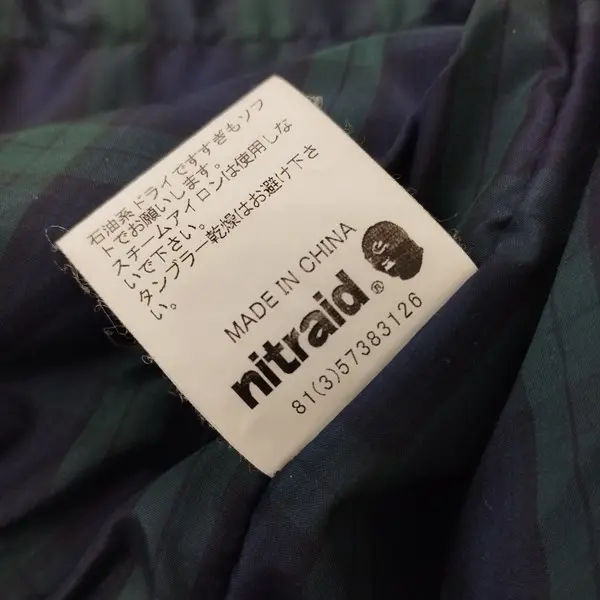 石油系ドライですすぎもソフ
トでお願いします。
スチームアイロンは使用しな
いで下さい。
タンブラー乾燥はお避け下さ
い。
MADE IN CHINA
nitraid®
81(3)57383126